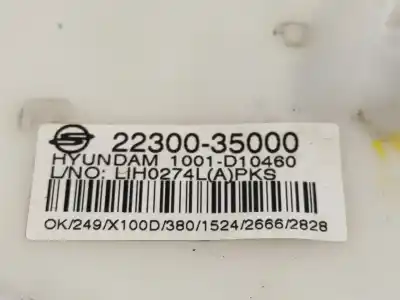 22300-35000
HYUNDAM 1001-D10460
L/NO: LIH0274L(A)PKS
OK/249/X100D/380/1524/2666/2828